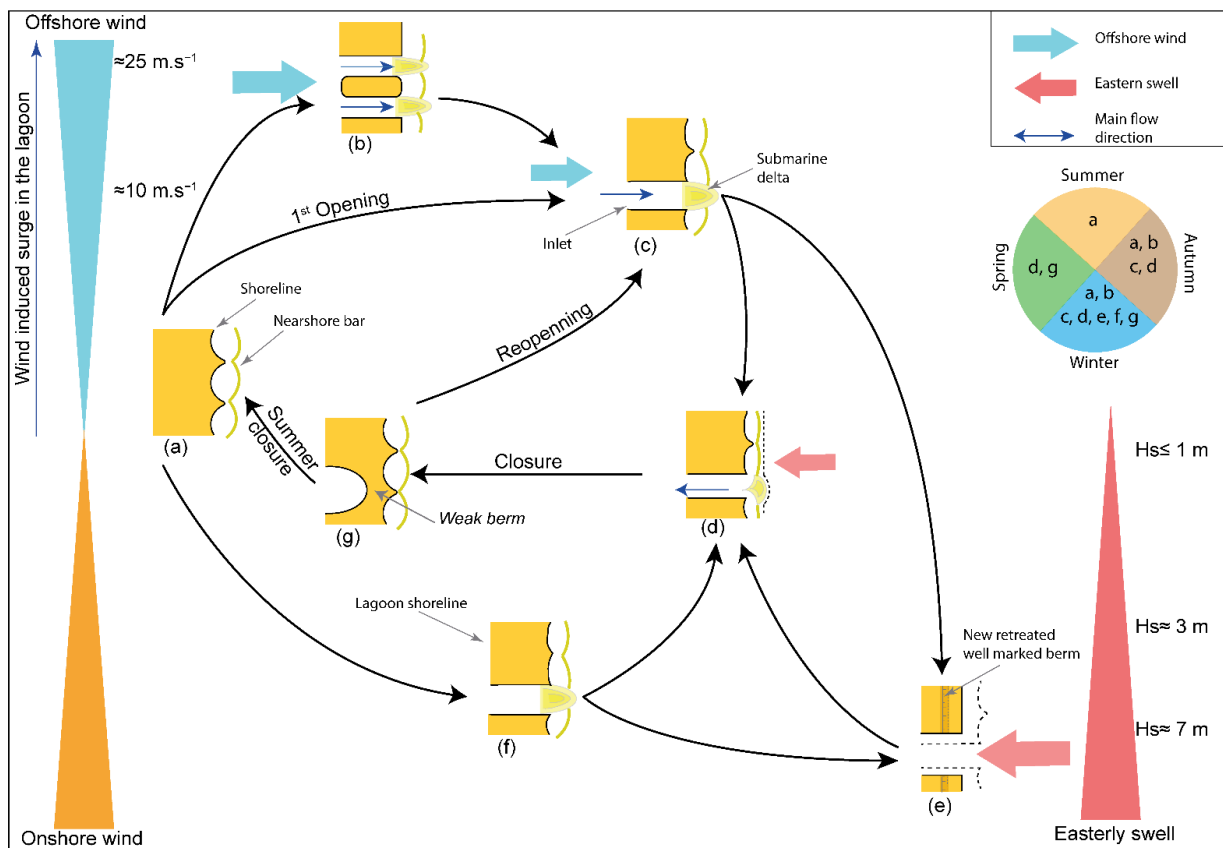 Offshore wind
Wind induced surge in the lagoon
≈25 m.s⁻¹
≈10 m.s⁻¹
Onshore wind
(b)
1st Opening
Submarine
delta
Inlet
(c)
Shoreline
Nearshore bar
(a)
Reopenning
Summer
closure
Weak berm
(g)
Closure
(d)
Lagoon shoreline
(f)
New retreated
well marked berm
(e)
Offshore wind
Eastern swell
Main flow
direction
Summer
a
Spring
d, g
a, b
c, d
Autumn
a, b
c, d, e, f, g
Winter
Hs≤ 1 m
Hs≈ 3 m
Hs≈ 7 m
Easterly swell